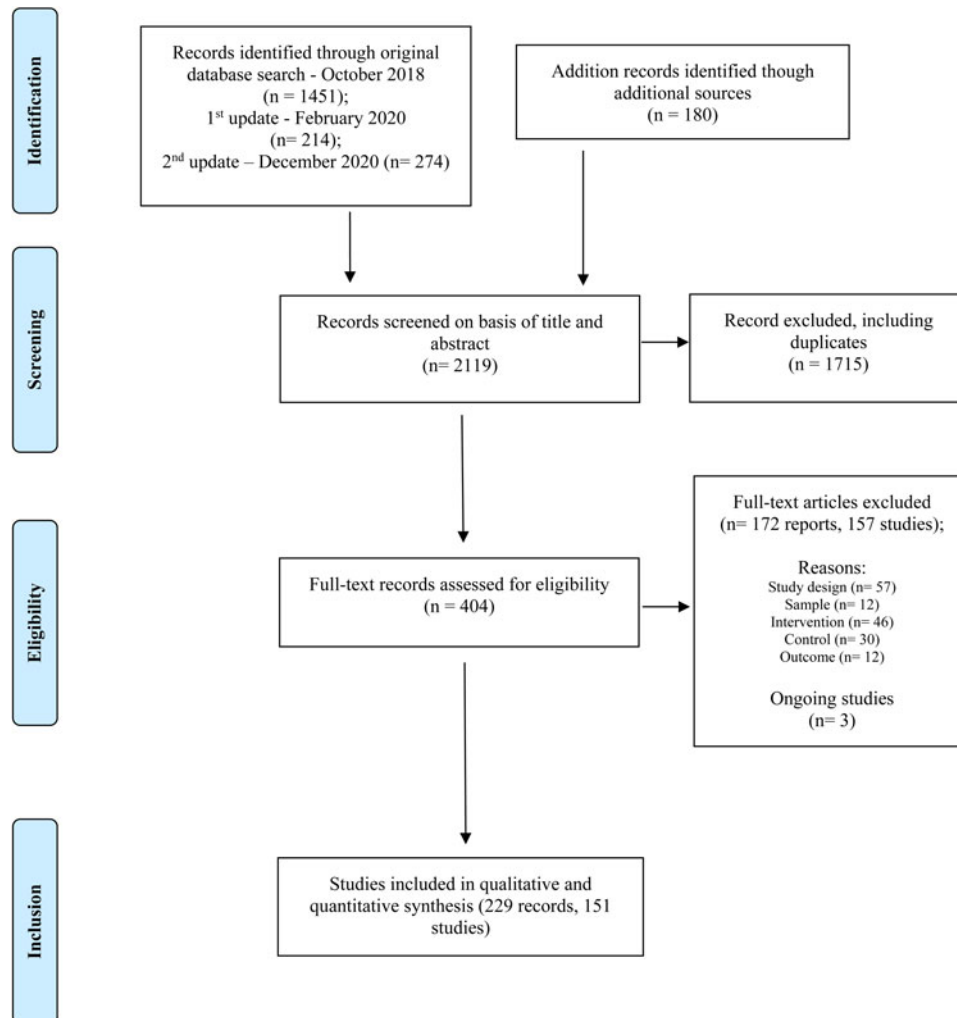 Identification
Records identified through original
database search - October 2018
(n = 1451);
1st update - February 2020
(n= 214);
2nd update – December 2020 (n= 274)
Addition records identified though
additional sources
(n = 180)
Screening
Records screened on basis of title and
abstract
(n= 2119)
Record excluded, including
duplicates
(n = 1715)
Eligibility
Full-text records assessed for eligibility
(n = 404)
Full-text articles excluded
(n= 172 reports, 157 studies);
Reasons:
Study design (n= 57)
Sample (n= 12)
Intervention (n= 46)
Control (n= 30)
Outcome (n= 12)
Ongoing studies
(n= 3)
Inclusion
Studies included in qualitative and
quantitative synthesis (229 records, 151
studies)